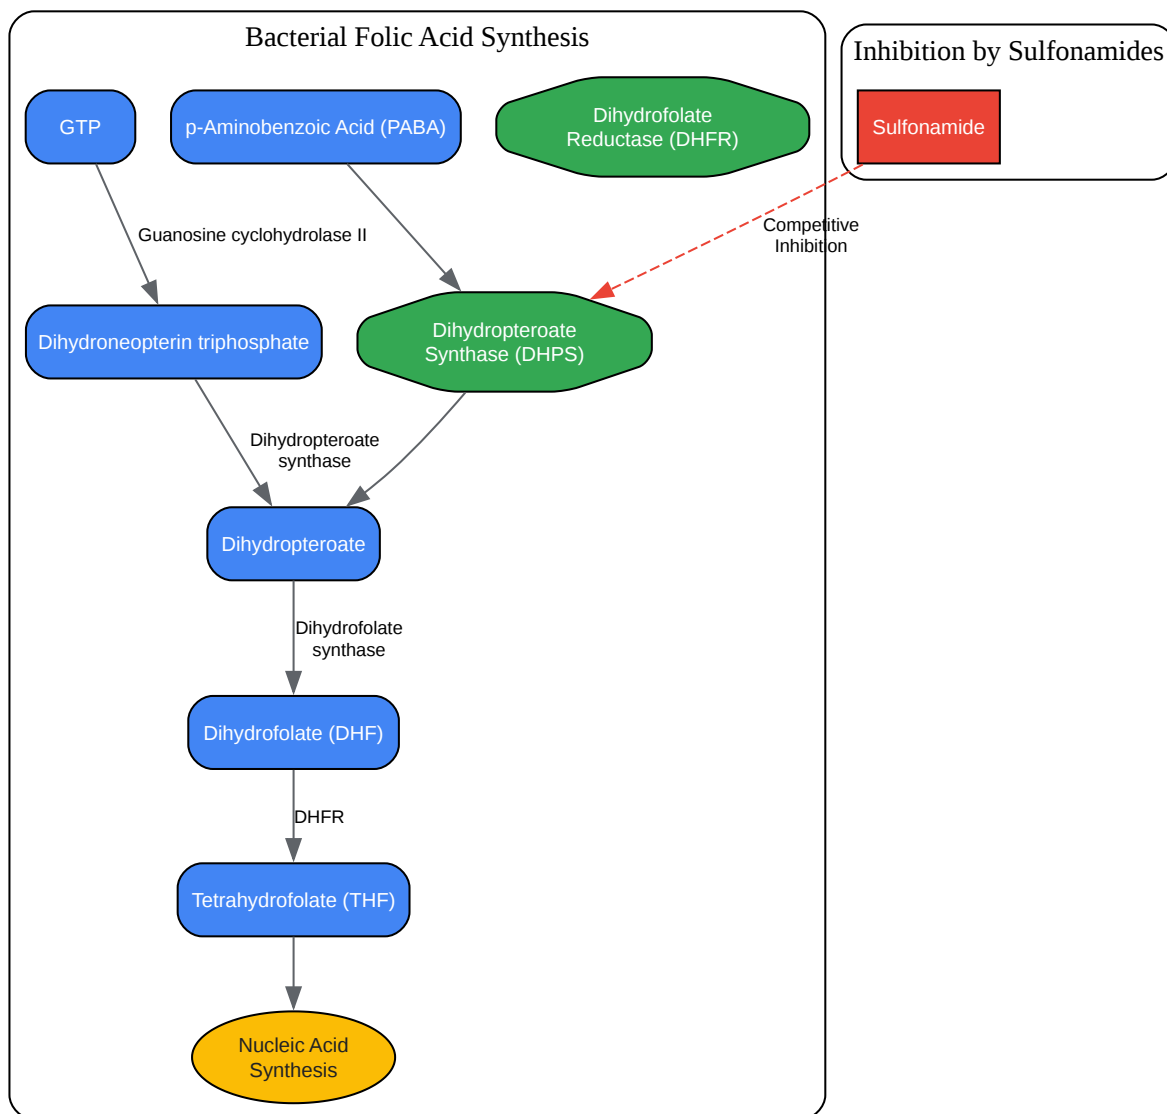 Bacterial Folic Acid Synthesis
Inhibition by Sulfonamides
GTP
p-Aminobenzoic Acid (PABA)
Dihydrofolate
Reductase (DHFR)
Sulfonamide
Guanosine cyclohydrolase II
Competitive
Inhibition
Dihydroneopterin triphosphate
Dihydropteroate
Synthase (DHPS)
Dihydropteroate
synthase
Dihydropteroate
Dihydrofolate
synthase
Dihydrofolate (DHF)
DHFR
Tetrahydrofolate (THF)
Nucleic Acid
Synthesis